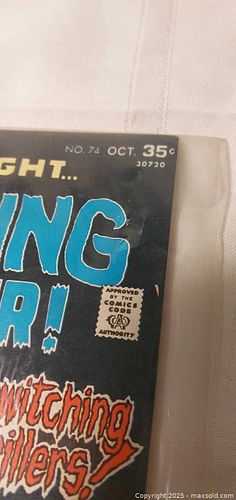 NO. 74 OCT. 35¢
30720
GHT...
NG
R!
APPROVED
BY THE
COMICS
CODE
CA
AUTHORITY
witching
illers!
Copyright 2025 - maxsold.com